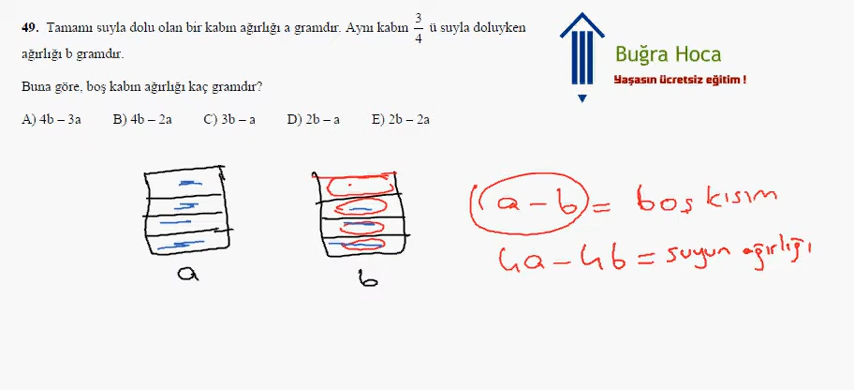 49. Tamamı suyla dolu olan bir kabın ağırlığı a gramdır. Aynı kabın 3/4 ü suyla doluyken
ağırlığı b gramdır.
Buna göre, boş kabın ağırlığı kaç gramdır?
A) 4b – 3a B) 4b – 2a C) 3b – a D) 2b – a E) 2b – 2a
Buğra Hoca
Yaşasın ücretsiz eğitim !
a
b
(a – b) = boş kısım
4a – 4b = suyun ağırlığı